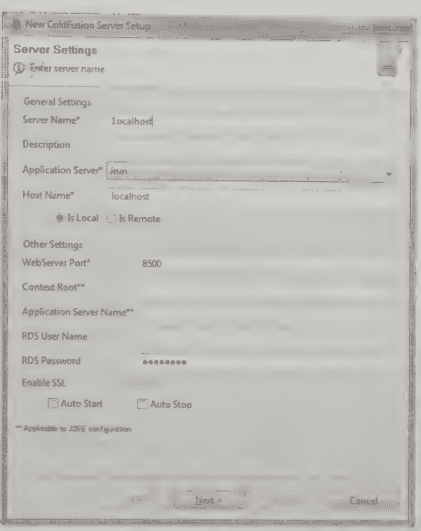 New ColdFusion Server Setup
Server Settings
Enter server name
General Settings
Server Name* localhost
Description
Application Server* Jrun
Host Name* localhost
Is Local Is Remote
Other Settings
WebServer Port* 8500
Context Root**
Application Server Name**
RDS User Name
RDS Password ••••••••
Enable SSL
Auto Start Auto Stop
** Applicable to J2EE configuration
Next >
Cancel